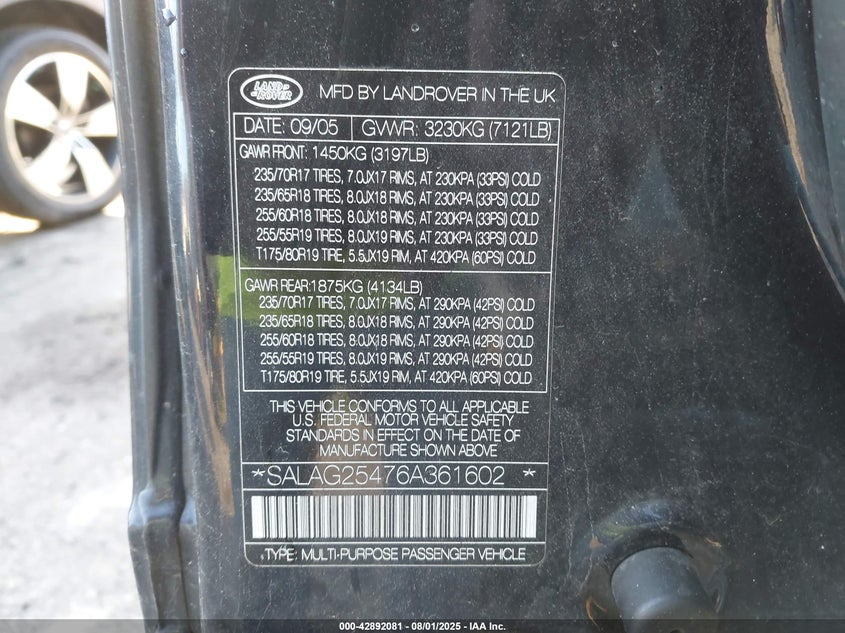 LAND
ROVER
MFD BY LANDROVER IN THE UK
DATE: 09/05 GVWR: 3230KG (7121LB)
GAWR FRONT: 1450KG (3197LB)
235/70R17 TIRES, 7.0JX17 RIMS, AT 230KPA (33PSI) COLD
235/65R18 TIRES, 8.0JX18 RIMS, AT 230KPA (33PSI) COLD
255/60R18 TIRES, 8.0JX18 RIMS, AT 230KPA (33PSI) COLD
255/55R19 TIRES, 8.0JX19 RIMS, AT 230KPA (33PSI) COLD
T175/80R19 TIRE, 5.5JX19 RIM, AT 420KPA (60PSI) COLD
GAWR REAR: 1875KG (4134LB)
235/70R17 TIRES, 7.0JX17 RIMS, AT 290KPA (42PSI) COLD
235/65R18 TIRES, 8.0JX18 RIMS, AT 290KPA (42PSI) COLD
255/60R18 TIRES, 8.0JX18 RIMS, AT 290KPA (42PSI) COLD
255/55R19 TIRES, 8.0JX19 RIMS, AT 290KPA (42PSI) COLD
T175/80R19 TIRE, 5.5JX19 RIM, AT 420KPA (60PSI) COLD
THIS VEHICLE CONFORMS TO ALL APPLICABLE
U.S. FEDERAL MOTOR VEHICLE SAFETY
STANDARDS IN EFFECT ON THE DATE OF
MANUFACTURE SHOWN ABOVE
*SALAG25476A361602 *
TYPE: MULTI-PURPOSE PASSENGER VEHICLE
000-42892081 - 08/01/2025 - IAA Inc.